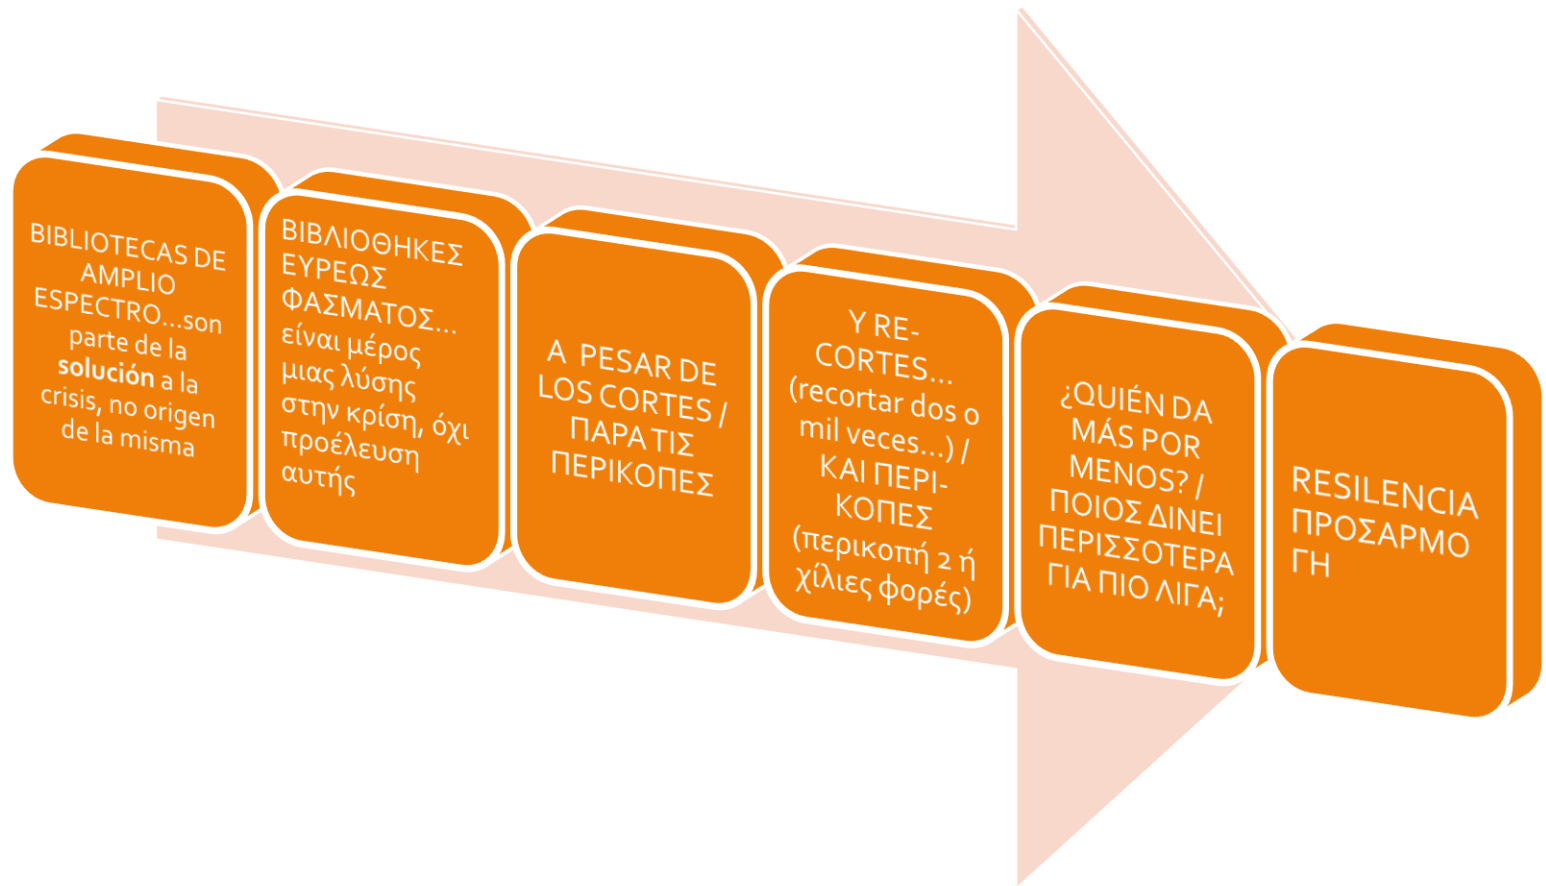 BIBLIOTECAS DE
AMPLIO
ESPECTRO...son
parte de la
solución a la
crisis, no origen
de la misma
ΒΙΒΛΙΟΘΗΚΕΣ
ΕΥΡΕΩΣ
ΦΑΣΜΑΤΟΣ...
είναι μέρος
μιας λύσης
στην κρίση, όχι
προέλευση
αυτής
A PESAR DE
LOS CORTES /
ΠΑΡΑ ΤΙΣ
ΠΕΡΙΚΟΠΕΣ
Y RE-
CORTES...
(recortar dos o
mil veces...) /
ΚΑΙ ΠΕΡΙ-
ΚΟΠΕΣ
(περικοπή 2 ή
χίλιες φορές)
¿QUIÉN DA
MÁS POR
MENOS? /
ΠΟΙΟΣ ΔΙΝΕΙ
ΠΕΡΙΣΣΟΤΕΡΑ
ΓΙΑ ΠΙΟ ΛΙΓΑ;
RESILENCIA
ΠΡΟΣΑΡΜΟ
ΓΗ